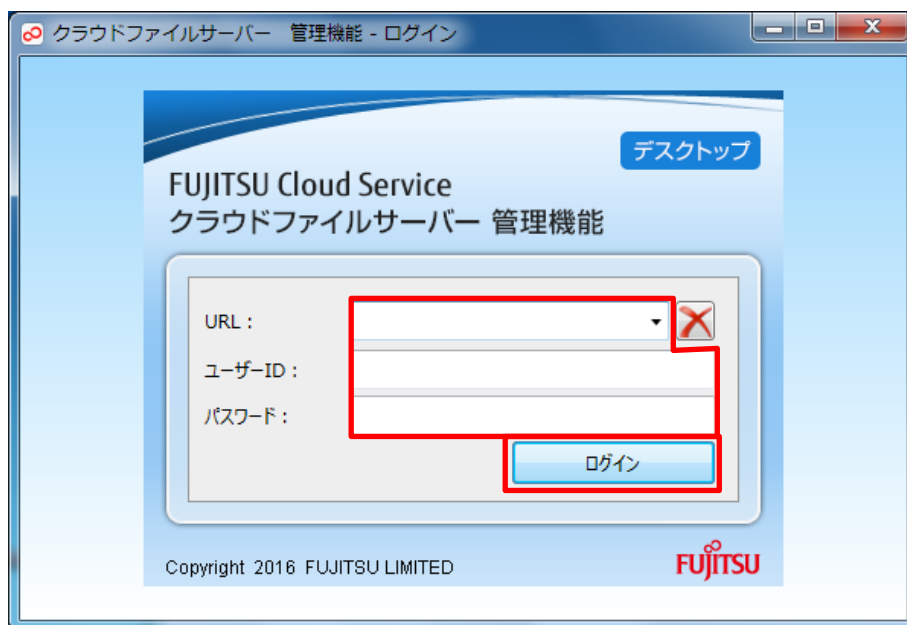 クラウドファイルサーバー 管理機能 - ログイン
デスクトップ
FUJITSU Cloud Service
クラウドファイルサーバー 管理機能
URL :
ユーザーID :
パスワード :
ログイン
Copyright 2016 FUJITSU LIMITED
FUJITSU